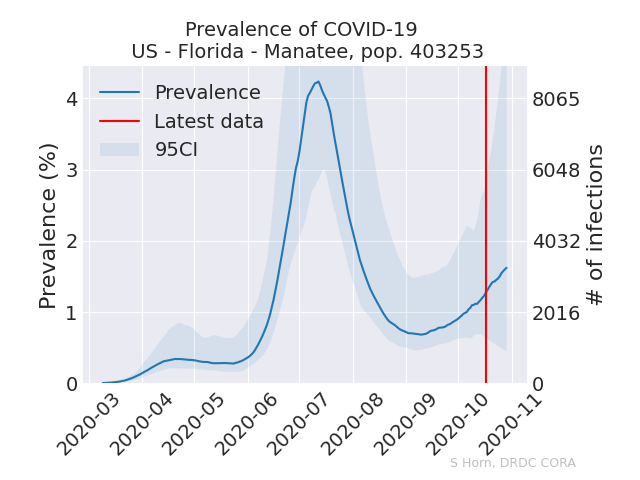 Prevalence of COVID-19
US - Florida - Manatee, pop. 403253
Prevalence
Latest data
95CI
Prevalence (%)
4
3
2
1
0
8065
6048
4032
2016
0
# of infections
2020-03
2020-04
2020-05
2020-06
2020-07
2020-08
2020-09
2020-10
2020-11
S Horn, DRDC CORA